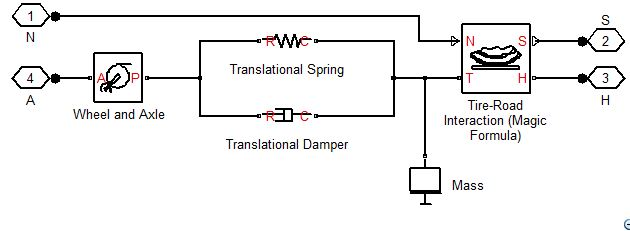 1
N
4
A
A P
Wheel and Axle
R C
Translational Spring
R C
Translational Damper
N S
T H
Tire-Road
Interaction (Magic
Formula)
S
2
3
H
Mass